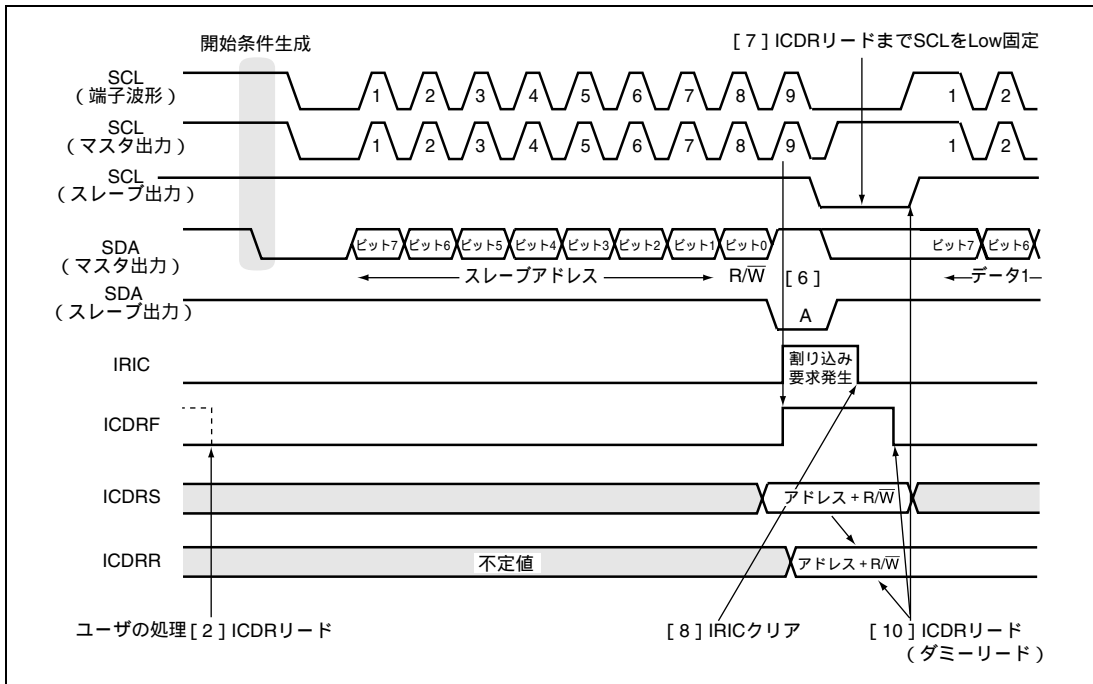 開始条件生成
[ 7 ] ICDRリードまでSCLをLow固定
SCL
( 端子波形 )
1 2 3 4 5 6 7 8 9 1 2
SCL
( マスタ出力 )
1 2 3 4 5 6 7 8 9 1 2
SCL
( スレーブ出力 )
SDA
( マスタ出力 )
ビット7 ビット6 ビット5 ビット4 ビット3 ビット2 ビット1 ビット0 ビット7 ビット6
スレーブアドレス R/W̅ [ 6 ] データ1
SDA
( スレーブ出力 )
A
IRIC
割り込み
要求発生
ICDRF
ICDRS
アドレス + R/W̅
ICDRR
不定値
アドレス + R/W̅
ユーザの処理 [ 2 ] ICDRリード
[ 8 ] IRICクリア
[ 10 ] ICDRリード
( ダミーリード )